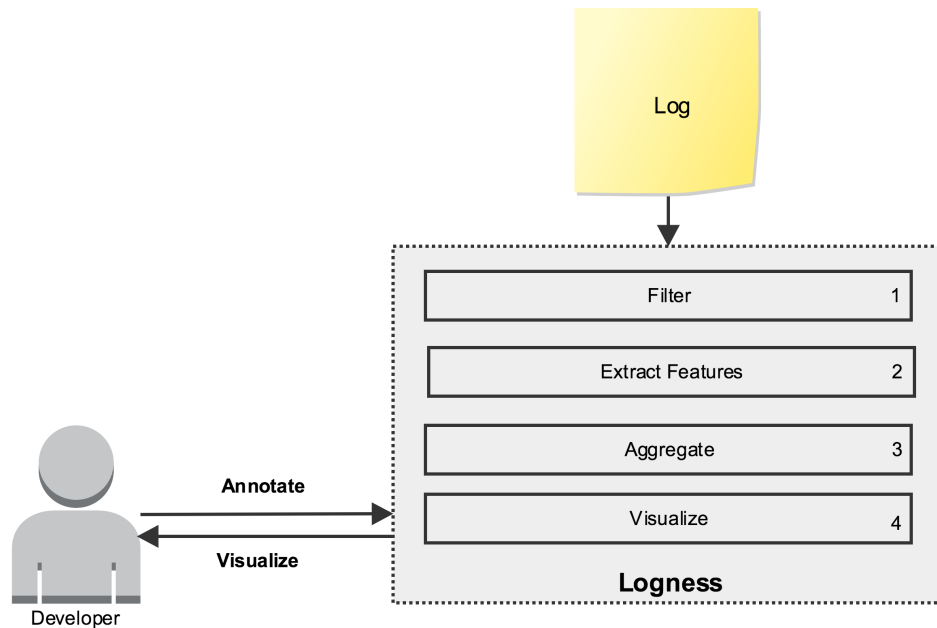 Log
Filter 1
Extract Features 2
Aggregate 3
Visualize 4
Logness
Annotate
Visualize
Developer